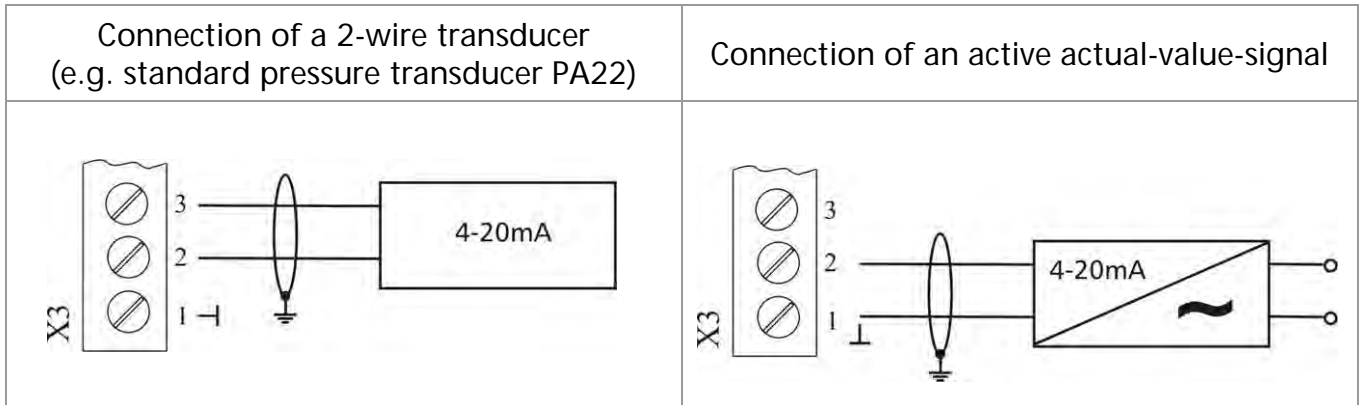 Connection of a 2-wire transducer
(e.g. standard pressure transducer PA22)
Connection of an active actual-value-signal
3
2
1
X3
4-20mA
3
2
1
X3
4-20mA